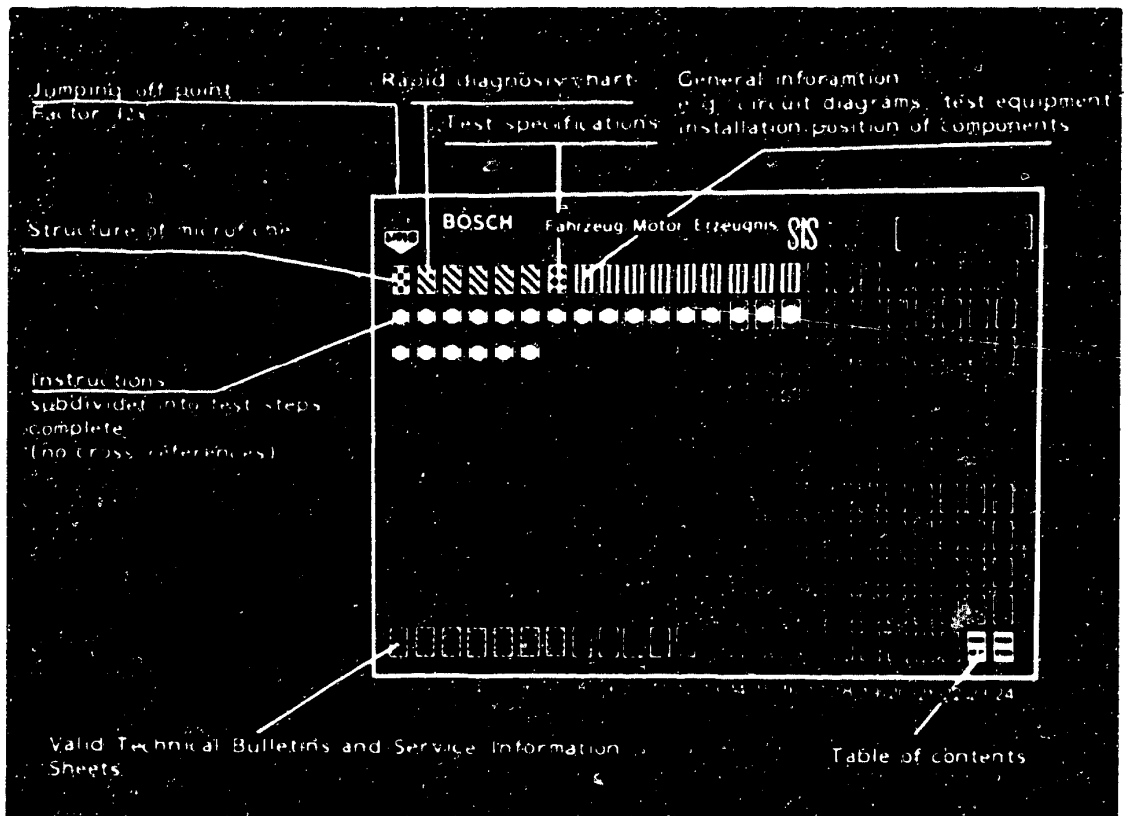 Jumping off point
Factor 42x
Rapid diagnosis chart
Test specifications
General inforamtion
e.g. circuit diagrams, test equipment
installation position of components
Structure of microfiche
BOSCH
Fahrzeug Motor Erzeugnis
SIS
Instructions
subdivided into test steps
complete
(no cross references)
Valid Technical Bulletins and Service Information
Sheets
Table of contents